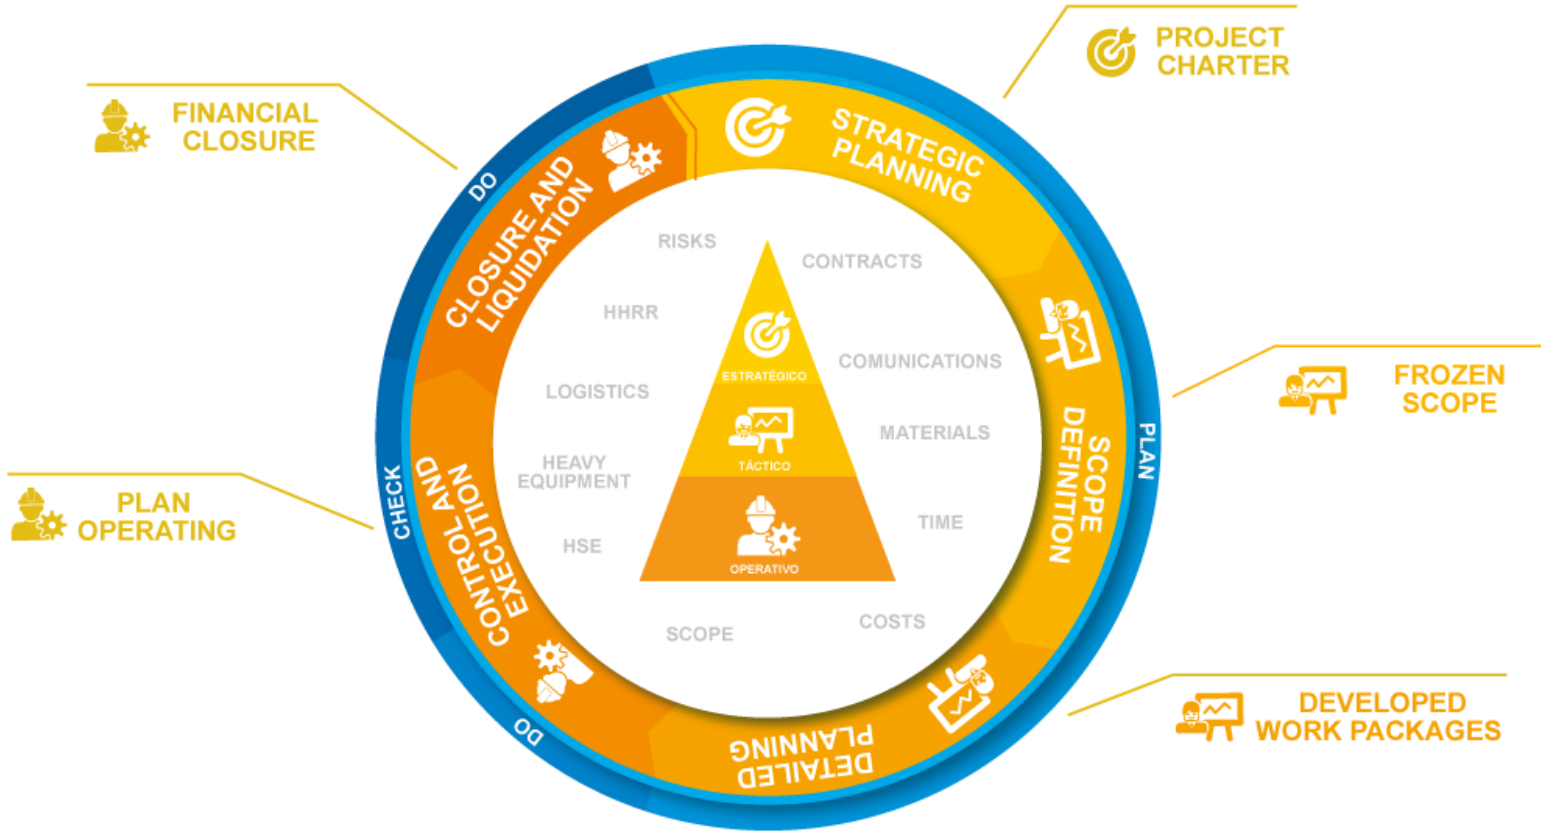 PROJECT
CHARTER
FINANCIAL
CLOSURE
DO
CLOSURE AND
LIQUIDATION
STRATEGIC
PLANNING
RISKS
CONTRACTS
HHRR
COMUNICATIONS
LOGISTICS
MATERIALS
HEAVY
EQUIPMENT
TIME
HSE
SCOPE
COSTS
ESTRATÉGICO
TÁCTICO
OPERATIVO
FROZEN
SCOPE
PLAN
SCOPE
DEFINITION
CHECK
CONTROL AND
EXECUTION
PLAN
OPERATING
DO
DETAILED
PLANNING
DEVELOPED
WORK PACKAGES